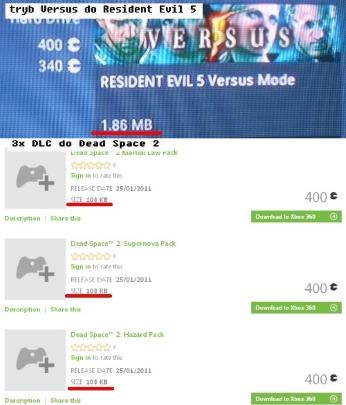 tryb Versus do Resident Evil 5
Hard Drive
400
340
VERSUS
RESIDENT EVIL 5 Versus Mode
1.86 MB
3x DLC do Dead Space 2
Dead Space™ 2 Martial Law Pack
0
Sign in to rate this
RELEASE DATE: 25/01/2011
SIZE: 108 KB
400
Description | Share this
Download to Xbox 360
Dead Space™ 2: Supernova Pack
0
Sign in to rate this
RELEASE DATE: 25/01/2011
SIZE: 108 KB
400
Description | Share this
Download to Xbox 360
Dead Space™ 2: Hazard Pack
0
Sign in to rate this
RELEASE DATE: 25/01/2011
SIZE: 108 KB
400
Description | Share this
Download to Xbox 360